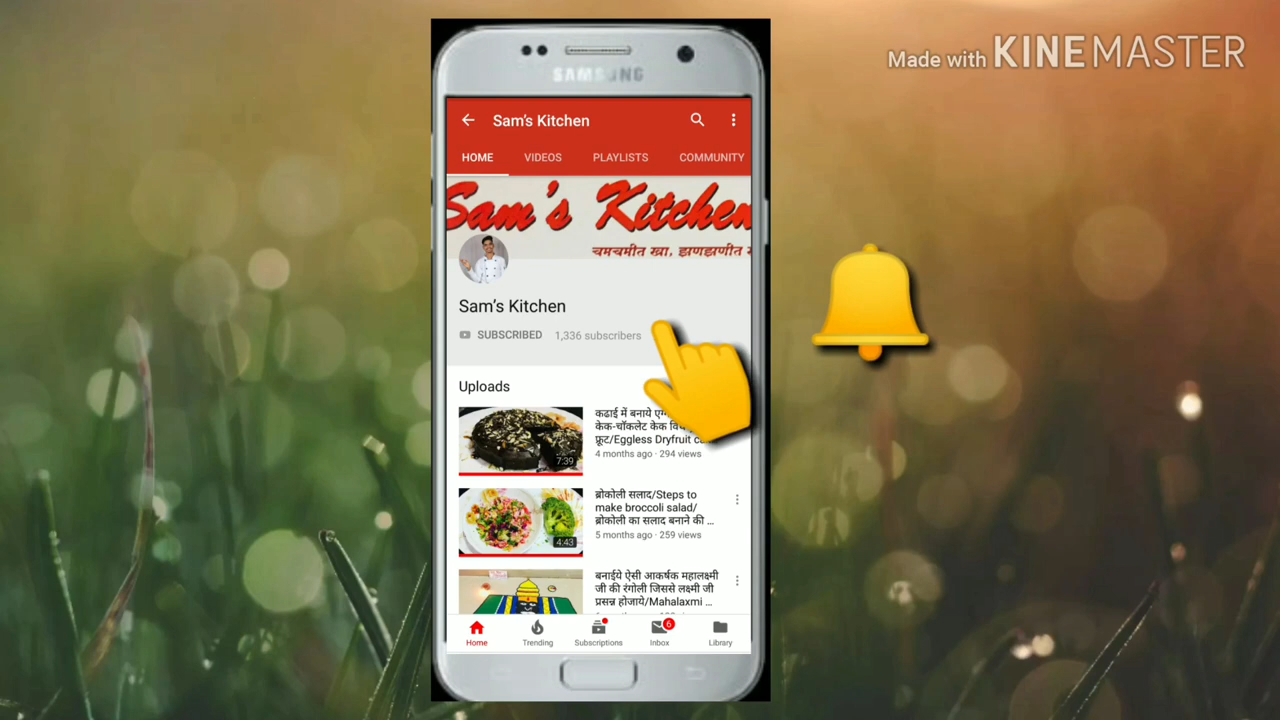 Made with KINEMASTER
SAMSUNG
Sam's Kitchen
HOME VIDEOS PLAYLISTS COMMUNITY
Sam's Kitchen
चमचमीत खा, झणझणीत
Sam's Kitchen
SUBSCRIBED 1,336 subscribers
Uploads
कढाई में बनाये
केक-चॉकलेट केक
फ्रूट/Eggless Dryfruit
4 months ago · 294 views
7:39
ब्रोकोली सलाद/Steps to
make broccoli salad/
ब्रोकोली का सलाद बनाने की ...
5 months ago · 259 views
4:43
बनाईये ऐसी आकर्षक महालक्ष्मी
जी की रंगोली जिससे लक्ष्मी जी
प्रसन्न होजाये/Mahalaxmi ...
6
Home Trending Subscriptions Inbox Library